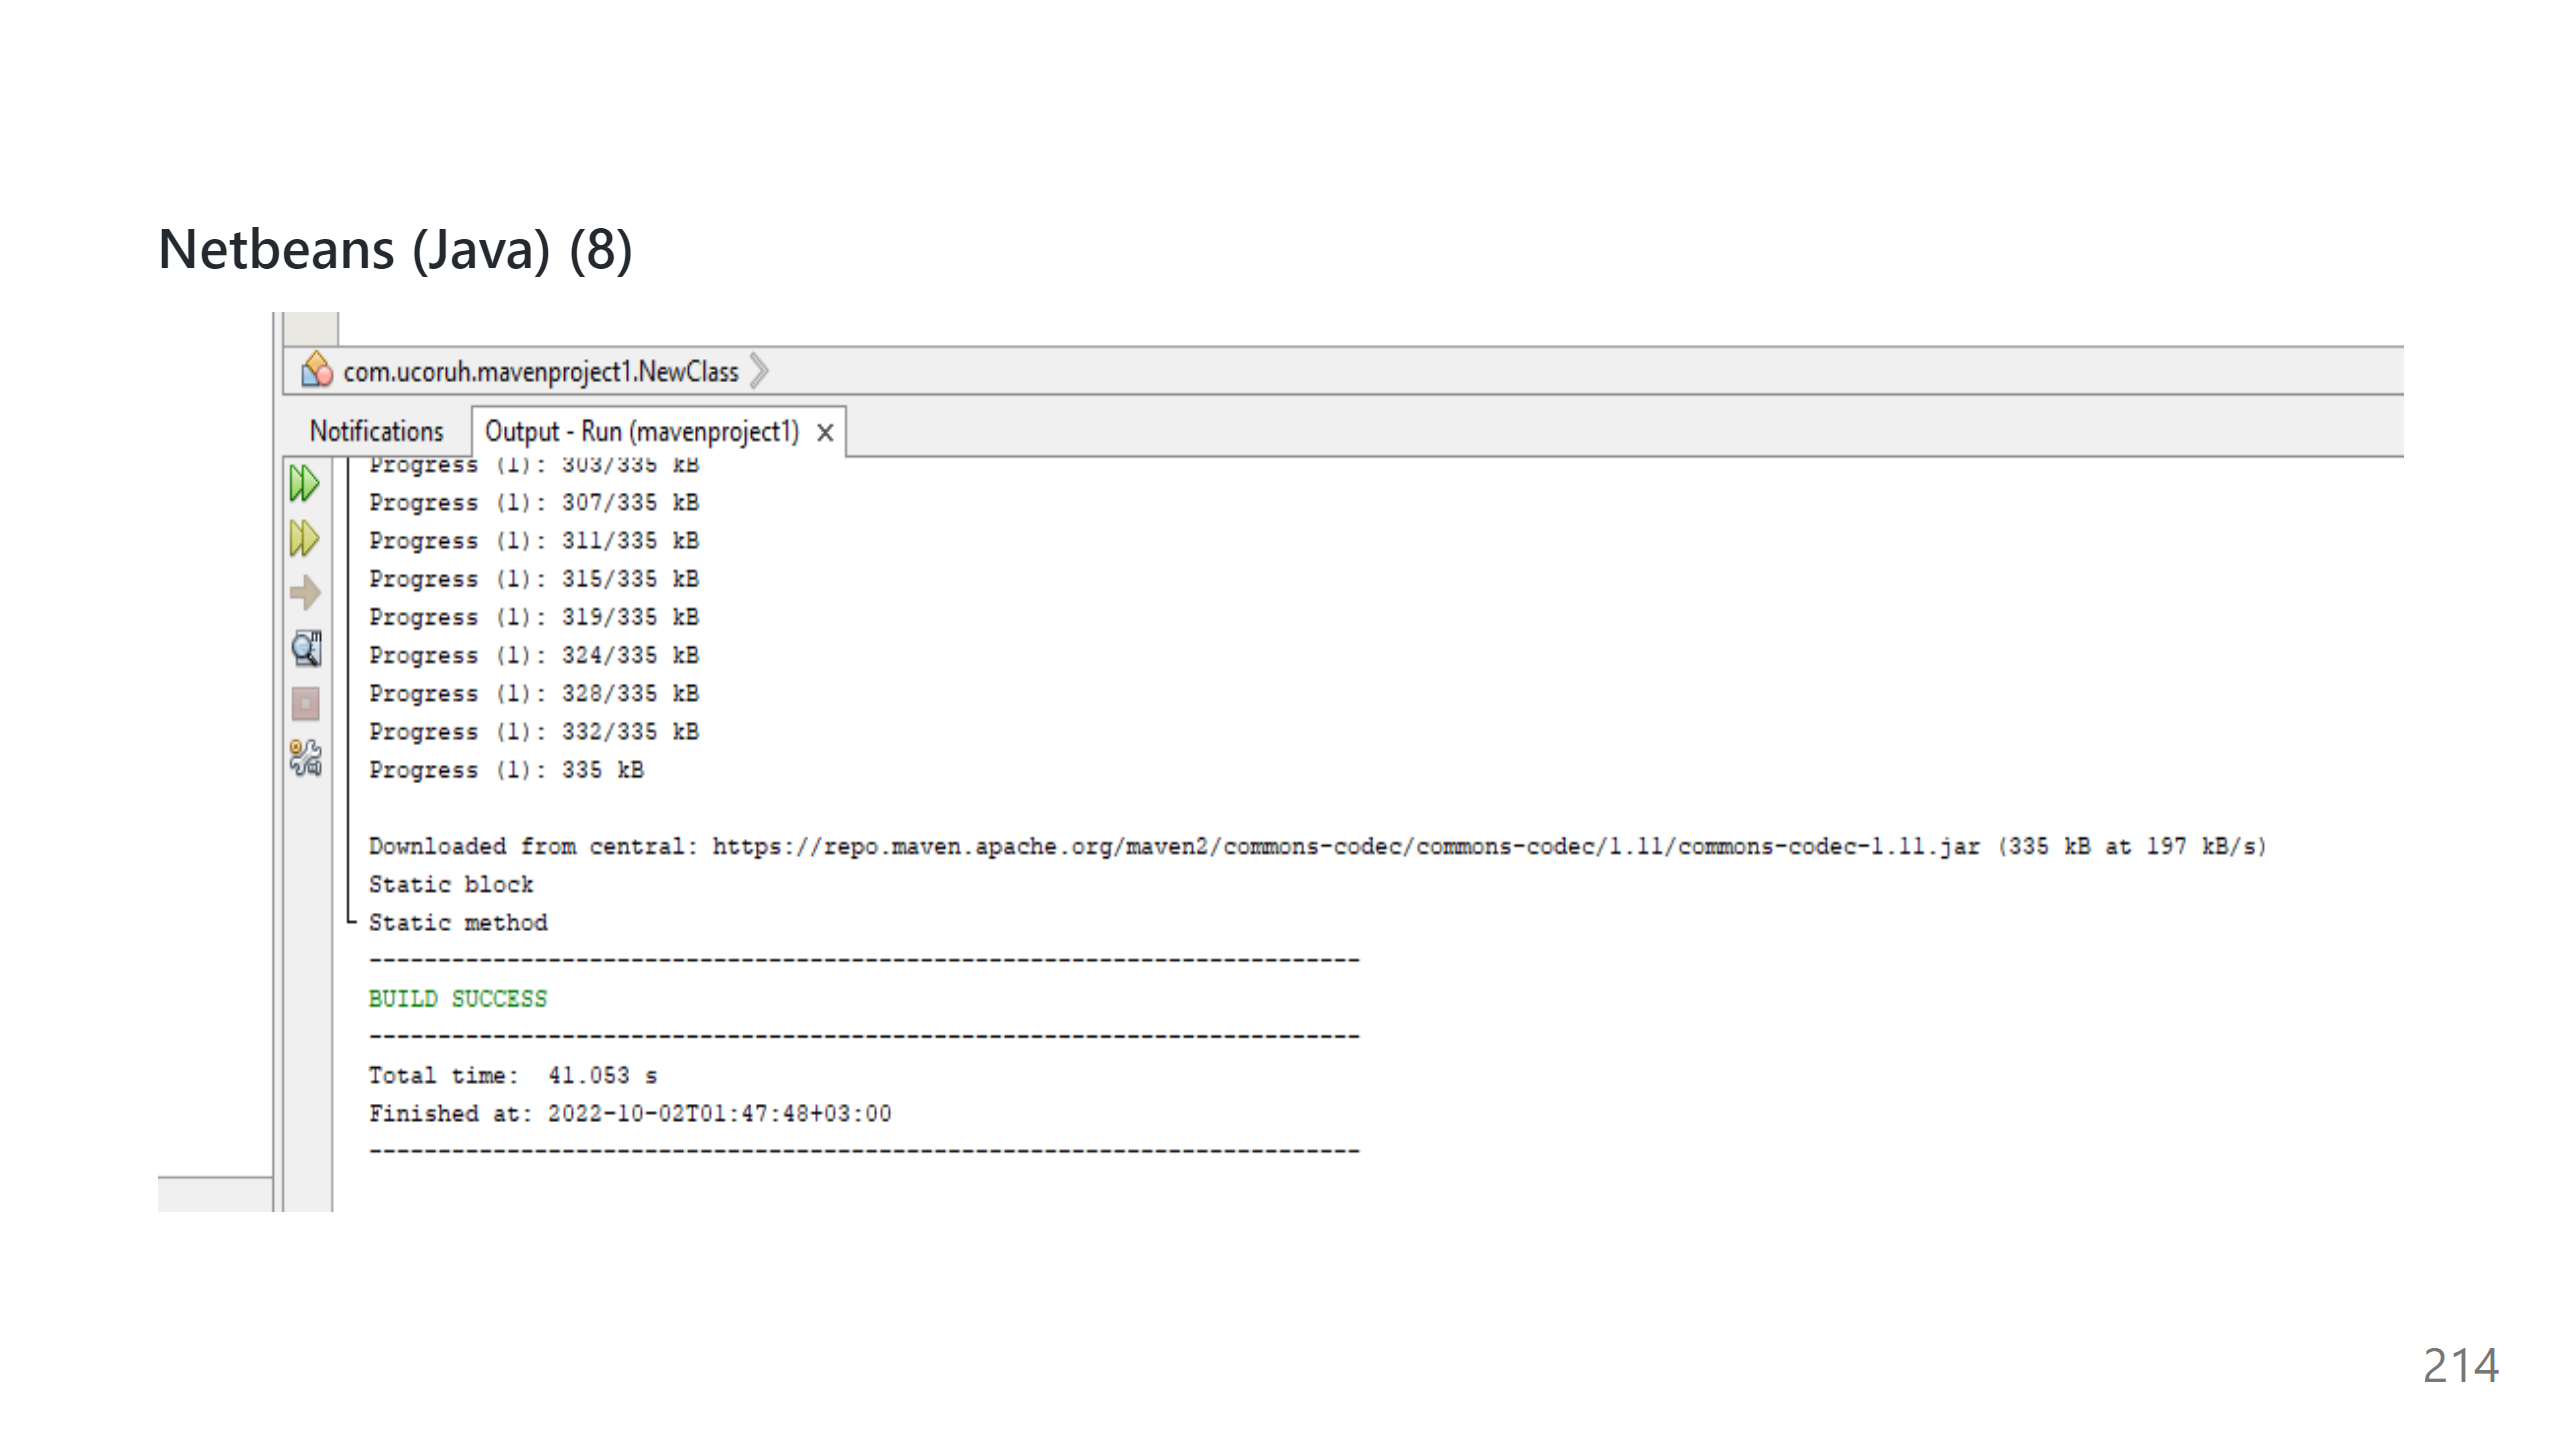 Netbeans (Java) (8)
com.ucoruh.mavenproject1.NewClass
Notifications Output - Run (mavenproject1)
Progress (1): 303/335 kB
Progress (1): 307/335 kB
Progress (1): 311/335 kB
Progress (1): 315/335 kB
Progress (1): 319/335 kB
Progress (1): 324/335 kB
Progress (1): 328/335 kB
Progress (1): 332/335 kB
Progress (1): 335 kB
Downloaded from central: https://repo.maven.apache.org/maven2/commons-codec/commons-codec/1.11/commons-codec-1.11.jar (335 kB at 197 kB/s)
Static block
Static method
------------------------------------------------------------------------
BUILD SUCCESS
------------------------------------------------------------------------
Total time:  41.053 s
Finished at: 2022-10-02T01:47:48+03:00
------------------------------------------------------------------------
214